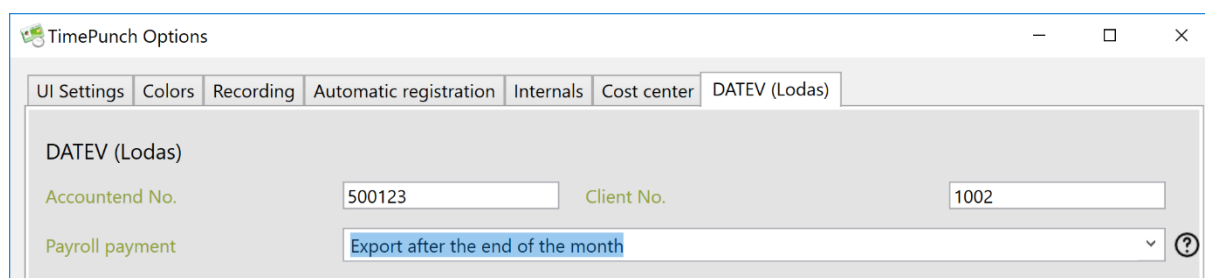 TimePunch Options
UI Settings Colors Recording Automatic registration Internals Cost center DATEV (Lodas)
DATEV (Lodas)
Accountend No. 500123 Client No. 1002
Payroll payment Export after the end of the month ?